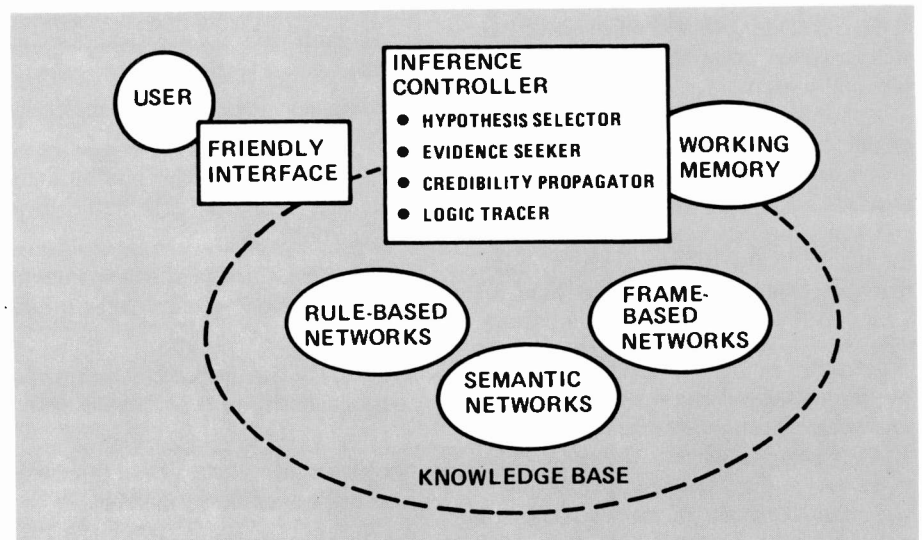 USER
FRIENDLY
INTERFACE
INFERENCE
CONTROLLER
● HYPOTHESIS SELECTOR
● EVIDENCE SEEKER
● CREDIBILITY PROPAGATOR
● LOGIC TRACER
WORKING
MEMORY
RULE-BASED
NETWORKS
FRAME-
BASED
NETWORKS
SEMANTIC
NETWORKS
KNOWLEDGE BASE